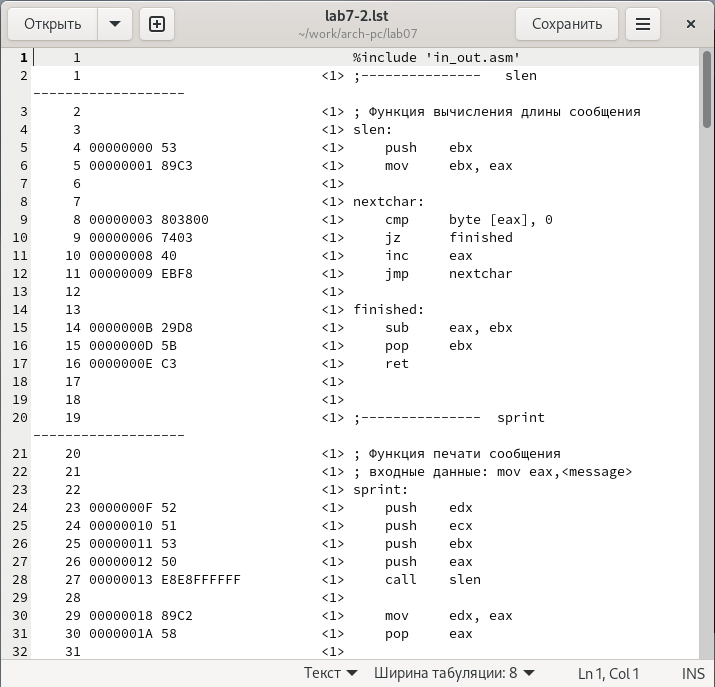 Открыть
lab7-2.lst
~/work/arch-pc/lab07
Сохранить
1 1 %include 'in_out.asm'
2 1 <1> ;--------------- slen
-------------------
3 2 <1> ; Функция вычисления длины сообщения
4 3 <1> slen:
5 4 00000000 53 <1> push ebx
6 5 00000001 89C3 <1> mov ebx, eax
7 6 <1>
8 7 <1> nextchar:
9 8 00000003 803800 <1> cmp byte [eax], 0
10 9 00000006 7403 <1> jz finished
11 10 00000008 40 <1> inc eax
12 11 00000009 EBF8 <1> jmp nextchar
13 12 <1>
14 13 <1> finished:
15 14 0000000B 29D8 <1> sub eax, ebx
16 15 0000000D 5B <1> pop ebx
17 16 0000000E C3 <1> ret
18 17 <1>
19 18 <1>
20 19 <1> ;--------------- sprint
-------------------
21 20 <1> ; Функция печати сообщения
22 21 <1> ; входные данные: mov eax,<message>
23 22 <1> sprint:
24 23 0000000F 52 <1> push edx
25 24 00000010 51 <1> push ecx
26 25 00000011 53 <1> push ebx
27 26 00000012 50 <1> push eax
28 27 00000013 E8E8FFFFFF <1> call slen
29 28 <1>
30 29 00000018 89C2 <1> mov edx, eax
31 30 0000001A 58 <1> pop eax
32 31 <1>
Текст Ширина табуляции: 8 Ln 1, Col 1 INS